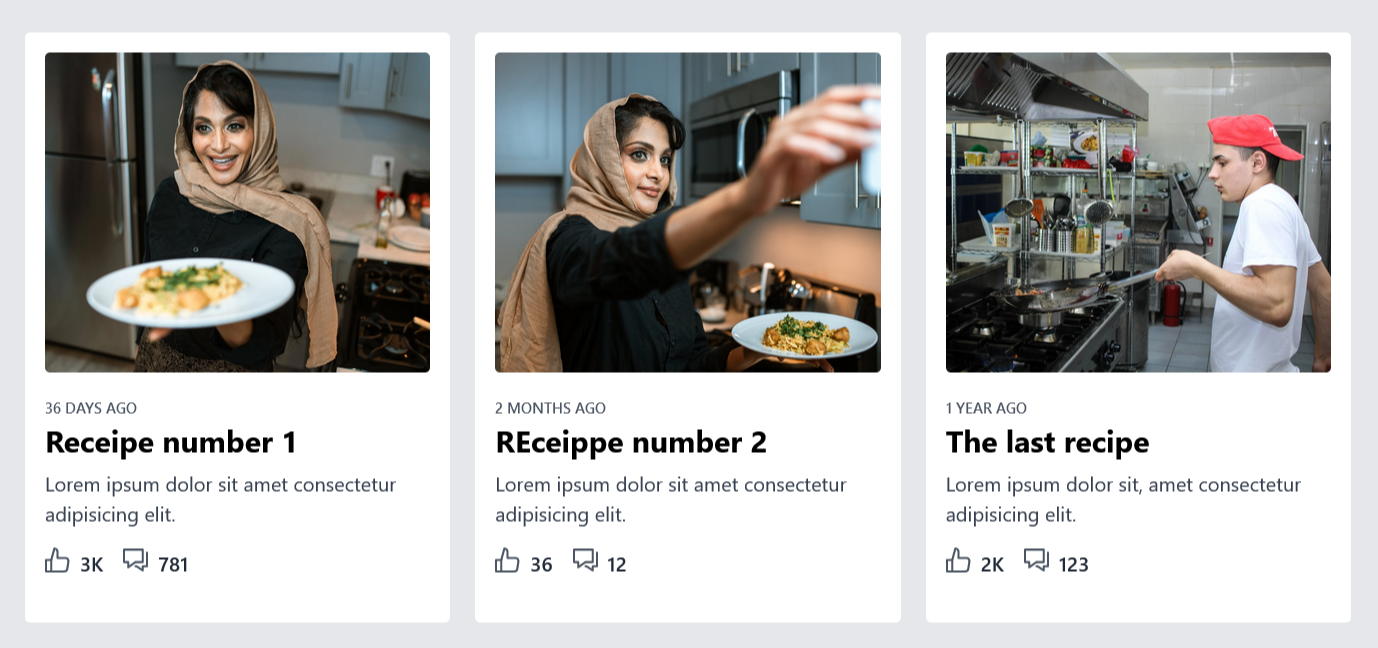 36 DAYS AGO
Receipe number 1
Lorem ipsum dolor sit amet consectetur
adipisicing elit.
3K 781
2 MONTHS AGO
REceippe number 2
Lorem ipsum dolor sit amet consectetur
adipisicing elit.
36 12
1 YEAR AGO
The last recipe
Lorem ipsum dolor sit, amet consectetur
adipisicing elit.
2K 123